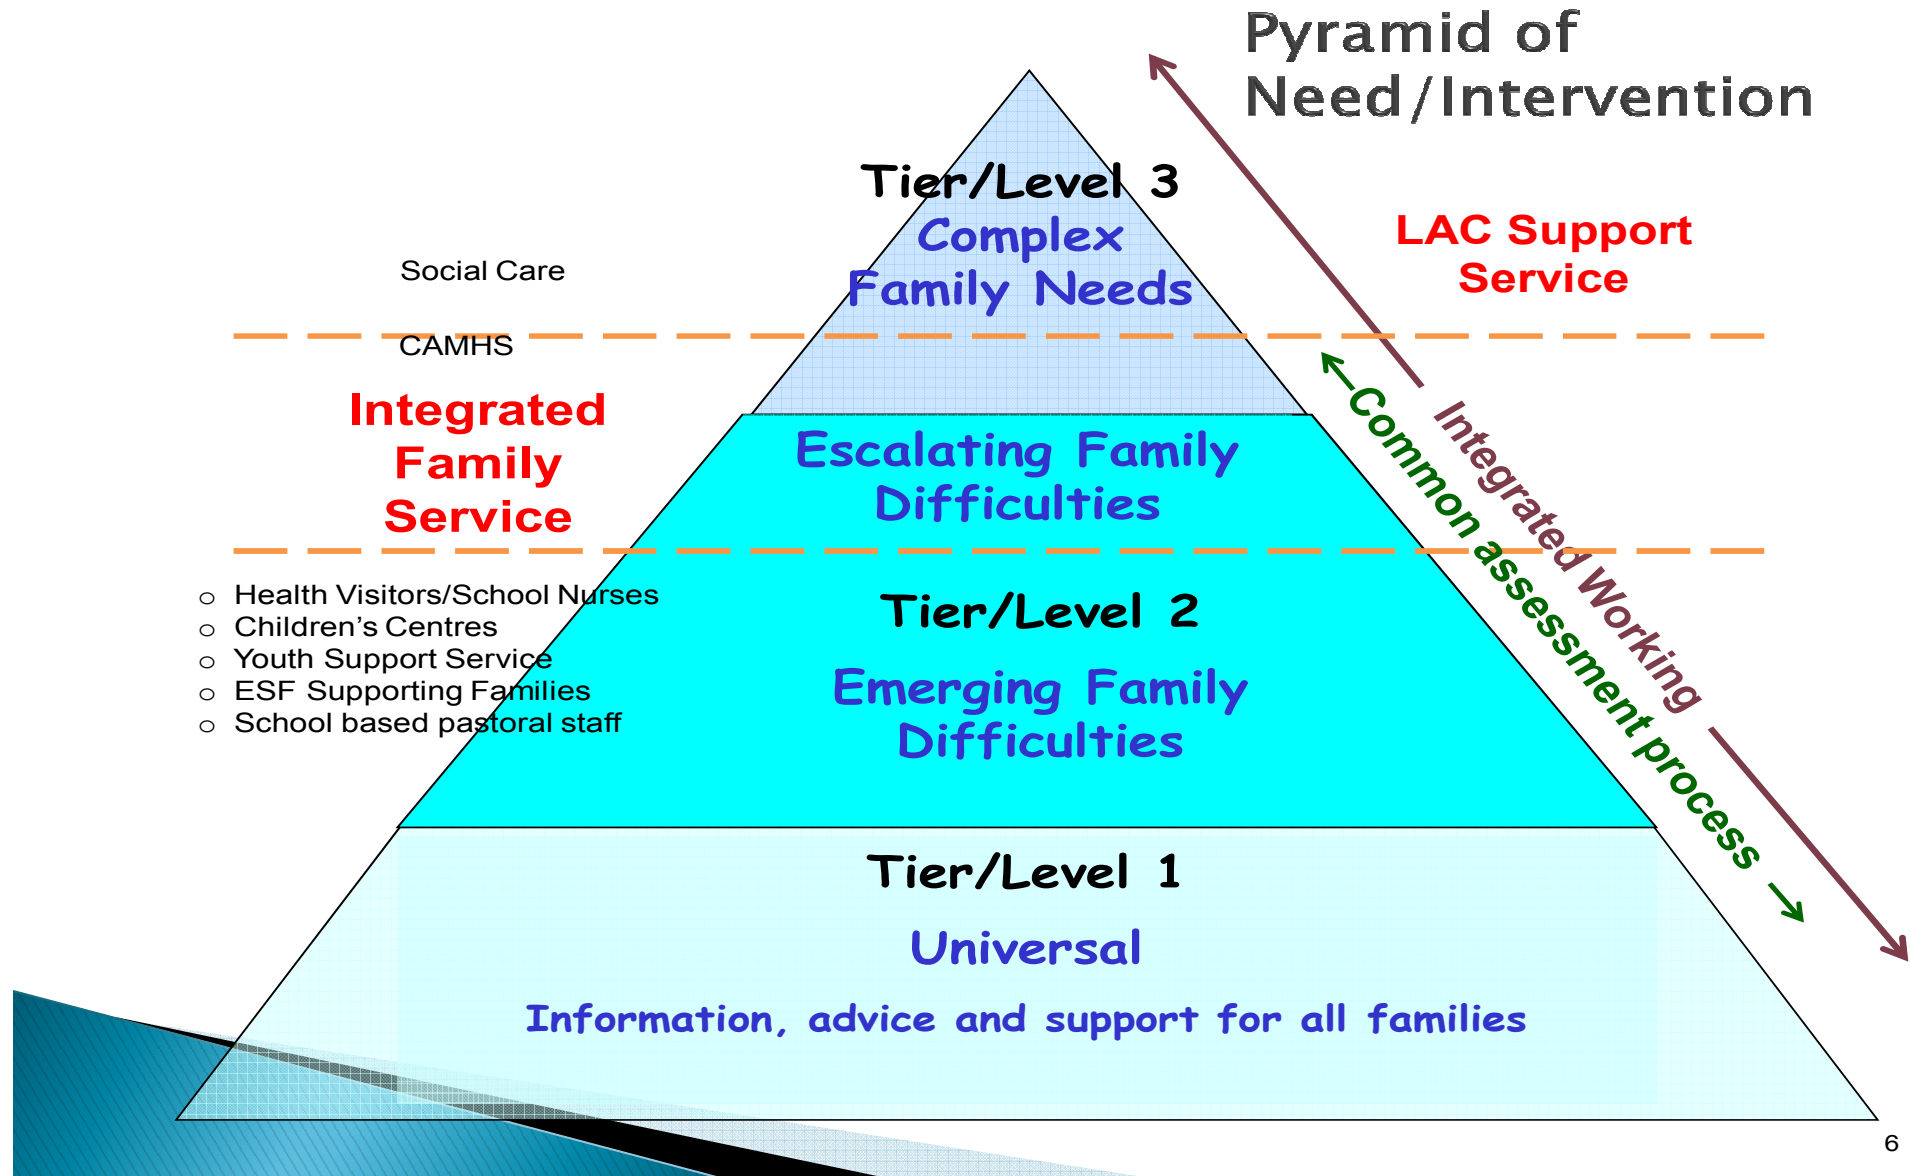 Pyramid of
Need/Intervention
Tier/Level 3
Complex
Family Needs
LAC Support
Service
Social Care
CAMHS
Integrated
Family
Service
Escalating Family
Difficulties
←Common assessment process →
Integrated Working
o Health Visitors/School Nurses
o Children’s Centres
o Youth Support Service
o ESF Supporting Families
o School based pastoral staff
Tier/Level 2
Emerging Family
Difficulties
Tier/Level 1
Universal
Information, advice and support for all families
6